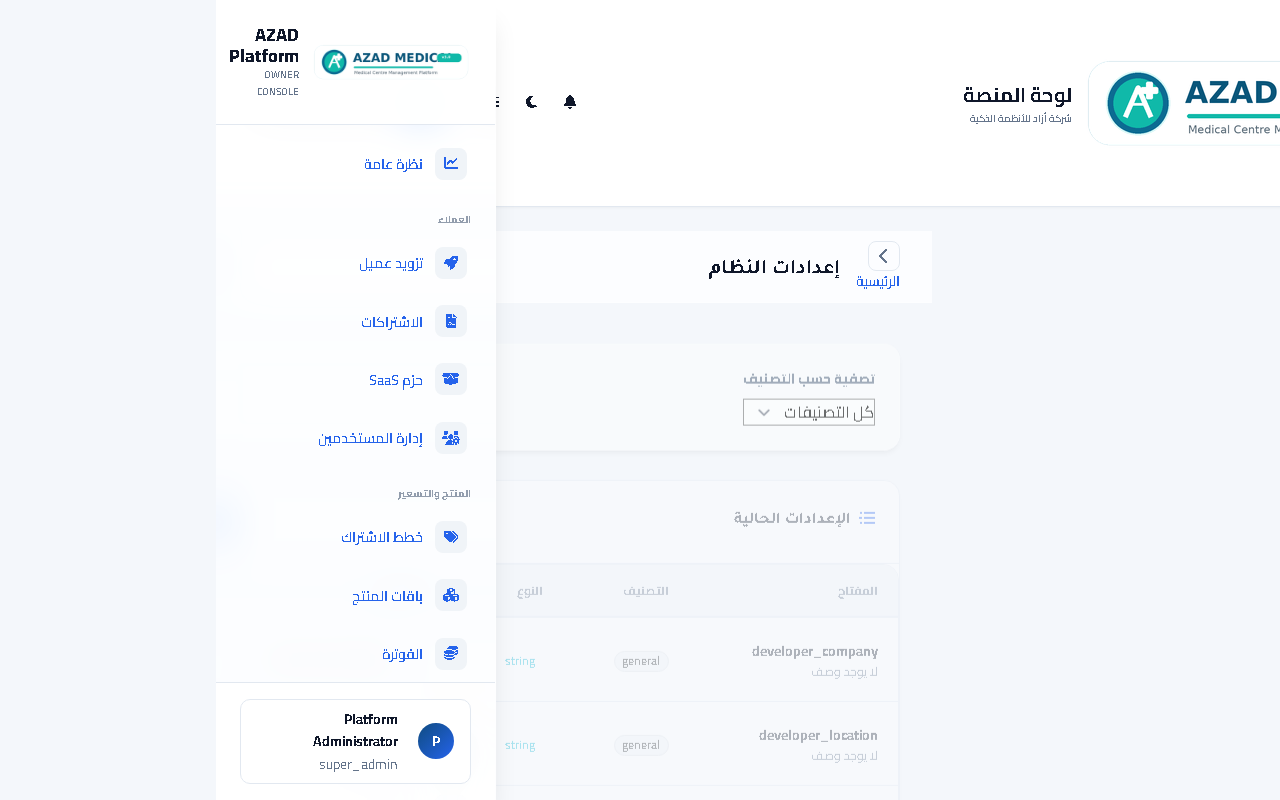 AZAD
Platform
OWNER
CONSOLE
AZAD MEDIC
Medical Centre Management Platform
نظرة عامة
العملاء
تزويد عميل
الاشتراكات
حزم SaaS
إدارة المستخدمين
المنتج والتسعير
خطط الاشتراك
باقات المنتج
الفوترة
Platform
Administrator
super_admin
P
لوحة المنصة
شركة أزاد للأنظمة الذكية
AZAD
Medical Centre M
الرئيسية
إعدادات النظام
تصفية حسب التصنيف
كل التصنيفات
الإعدادات الحالية
المفتاح
التصنيف
النوع
developer_company
لا يوجد وصف
general
string
developer_location
لا يوجد وصف
general
string